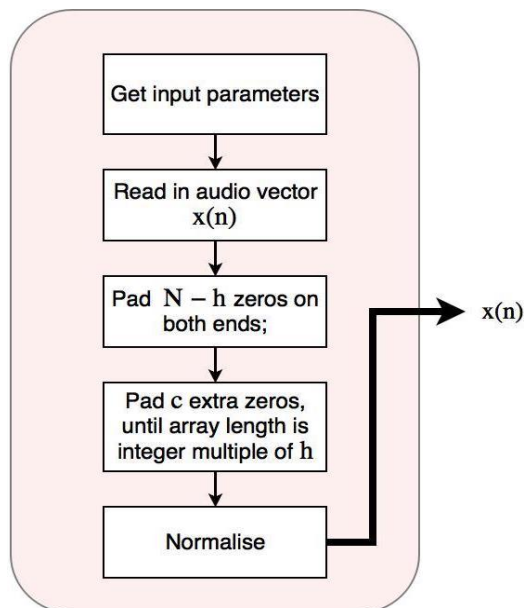 Get input parameters
Read in audio vector
x(n)
Pad N − h zeros on
both ends;
x(n)
Pad c extra zeros,
until array length is
integer multiple of h
Normalise